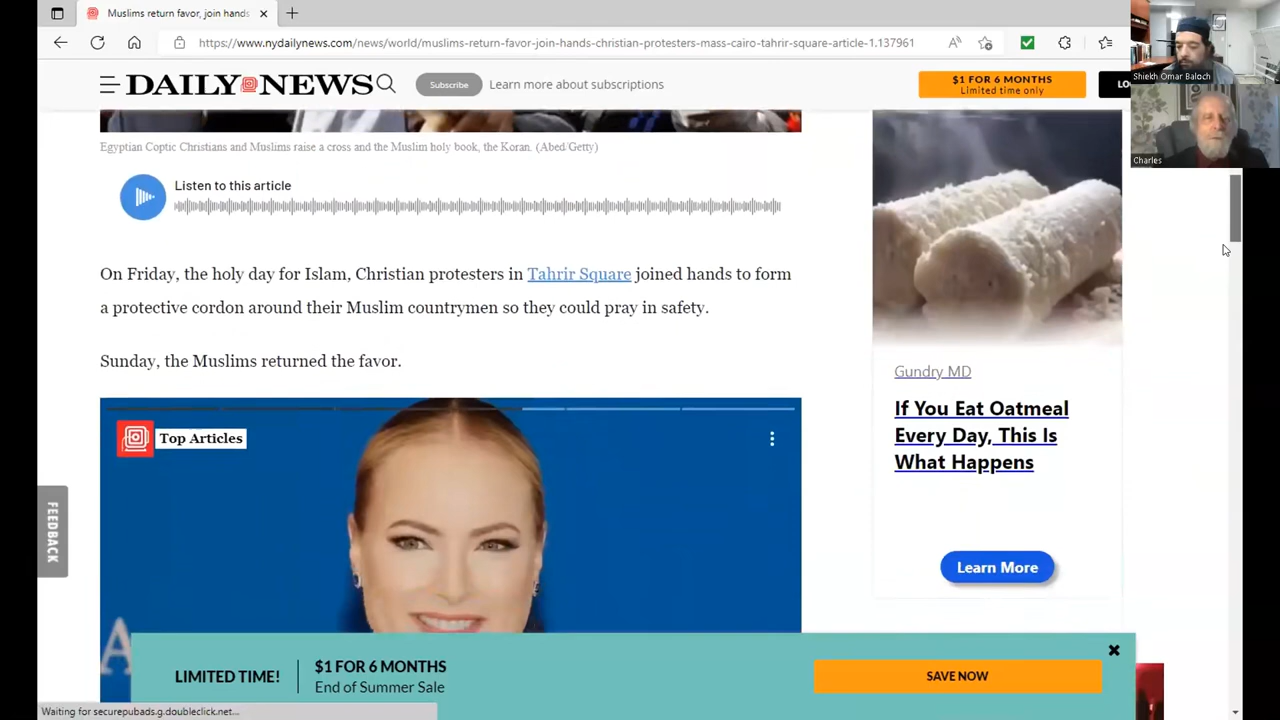 Muslims return favor, join hands
https://www.nydailynews.com/news/world/muslims-return-favor-join-hands-christian-protesters-mass-cairo-tahrir-square-article-1.137961
DAILY NEWS
Subscribe
Learn more about subscriptions
$1 FOR 6 MONTHS
Limited time only
LO
Shiekh Omar Baloch
Charles
Egyptian Coptic Christians and Muslims raise a cross and the Muslim holy book, the Koran. (Abed/Getty)
Listen to this article
On Friday, the holy day for Islam, Christian protesters in Tahrir Square joined hands to form
a protective cordon around their Muslim countrymen so they could pray in safety.
Sunday, the Muslims returned the favor.
Top Articles
A
Gundry MD
If You Eat Oatmeal
Every Day, This Is
What Happens
Learn More
FEEDBACK
LIMITED TIME!
$1 FOR 6 MONTHS
End of Summer Sale
SAVE NOW
Waiting for securepubads.g.doubleclick.net...